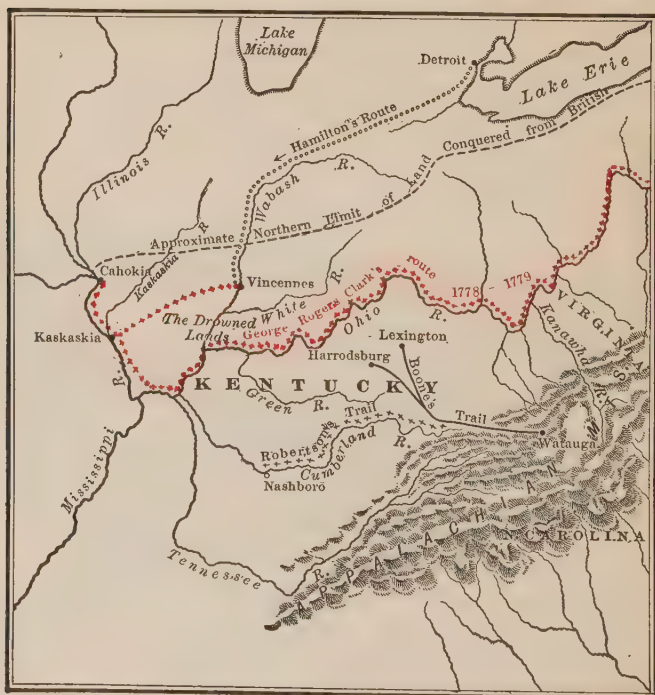 Lake
Michigan
Detroit
Lake Erie
Hamilton's Route
Conquered from British
Illinois R.
Wabash R.
Approximate Northern Limit of Land
Cahokia
Kaskaskia R
Vincennes
White R.
George Rogers Clark's route 1778 - 1779
The Drowned
Lands
Ohio R.
VIRGINIA
Kanawha R.
Kaskaskia
Lexington
Harrodsburg
KENTUCKY
Boone's Trail
Green R.
Robertson's Trail
Cumberland R.
Watauga
Nashboro
Mississippi R.
Tennessee R.
APPALACHIAN
MTS.
N. CAROLINA